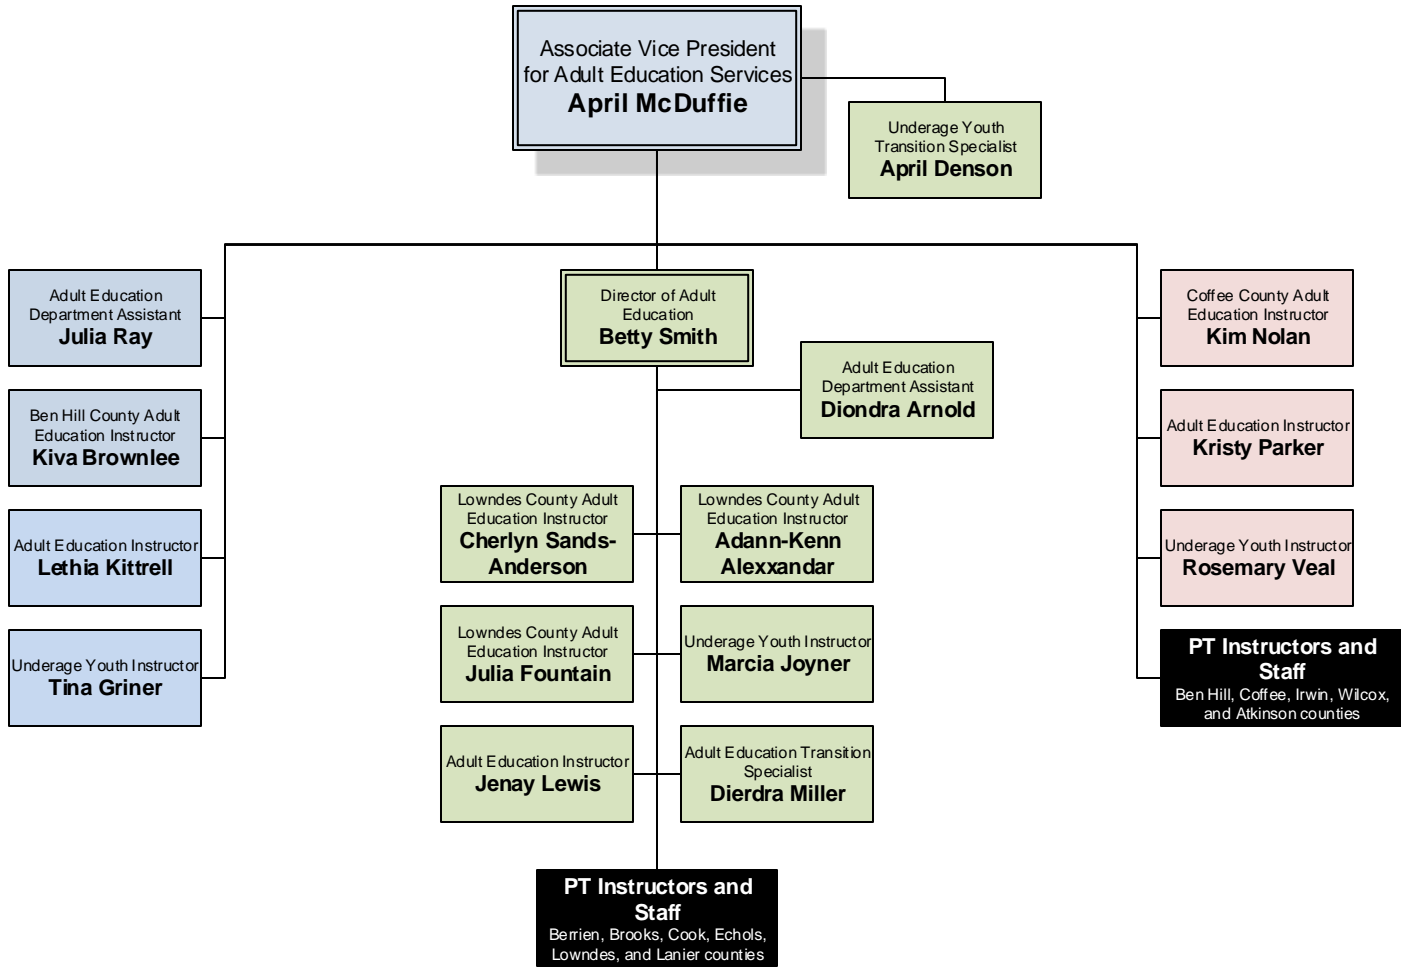 Associate Vice President
for Adult Education Services
April McDuffie
Underage Youth
Transition Specialist
April Denson
Adult Education
Department Assistant
Julia Ray
Ben Hill County Adult
Education Instructor
Kiva Brownlee
Adult Education Instructor
Lethia Kittrell
Underage Youth Instructor
Tina Griner
Director of Adult
Education
Betty Smith
Adult Education
Department Assistant
Diondra Arnold
Lowndes County Adult
Education Instructor
Cherlyn Sands-
Anderson
Lowndes County Adult
Education Instructor
Adann-Kenn
Alexxandar
Lowndes County Adult
Education Instructor
Julia Fountain
Underage Youth Instructor
Marcia Joyner
Adult Education Instructor
Jenay Lewis
Adult Education Transition
Specialist
Dierdra Miller
PT Instructors and
Staff
Berrien, Brooks, Cook, Echols,
Lowndes, and Lanier counties
Coffee County Adult
Education Instructor
Kim Nolan
Adult Education Instructor
Kristy Parker
Underage Youth Instructor
Rosemary Veal
PT Instructors and
Staff
Ben Hill, Coffee, Irwin, Wilcox,
and Atkinson counties